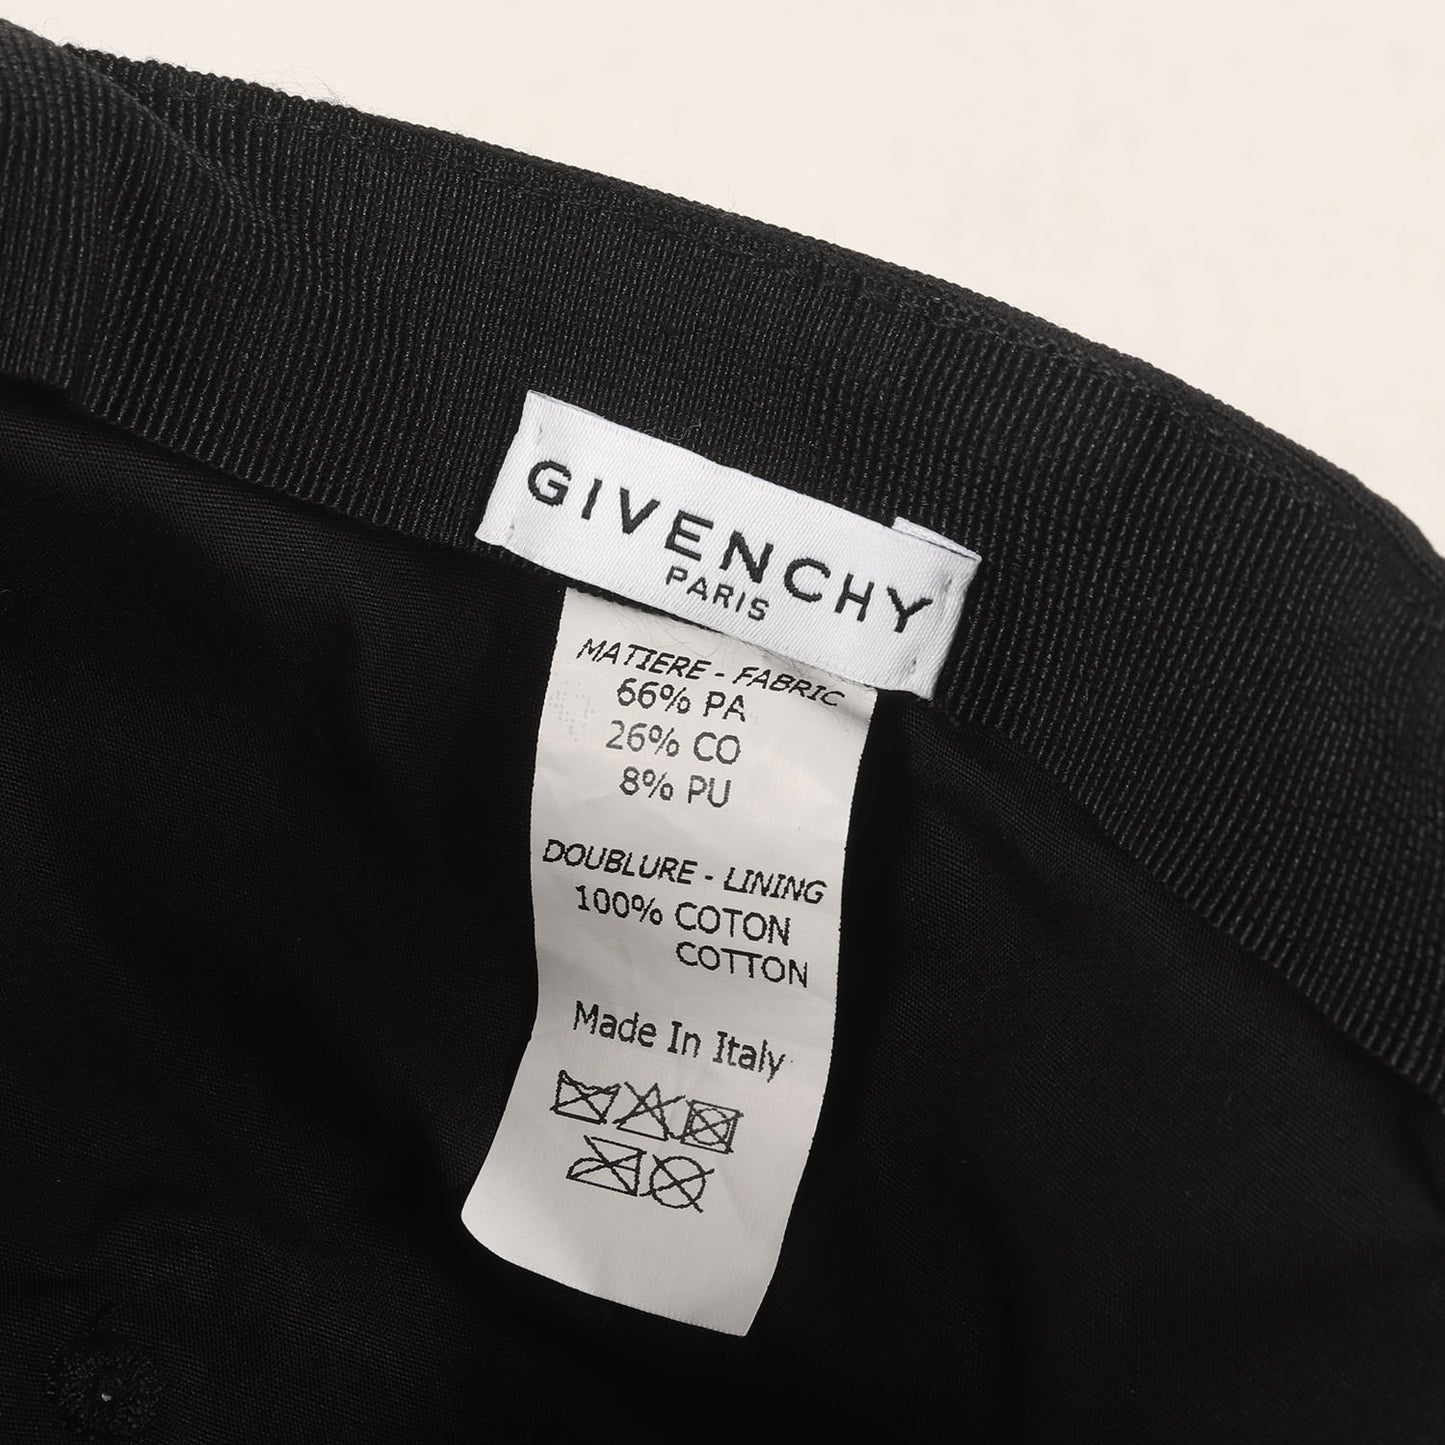 GIVENCHY
PARIS
MATIERE - FABRIC
66% PA
26% CO
8% PU
DOUBLURE - LINING
100% COTON
COTTON
Made In Italy